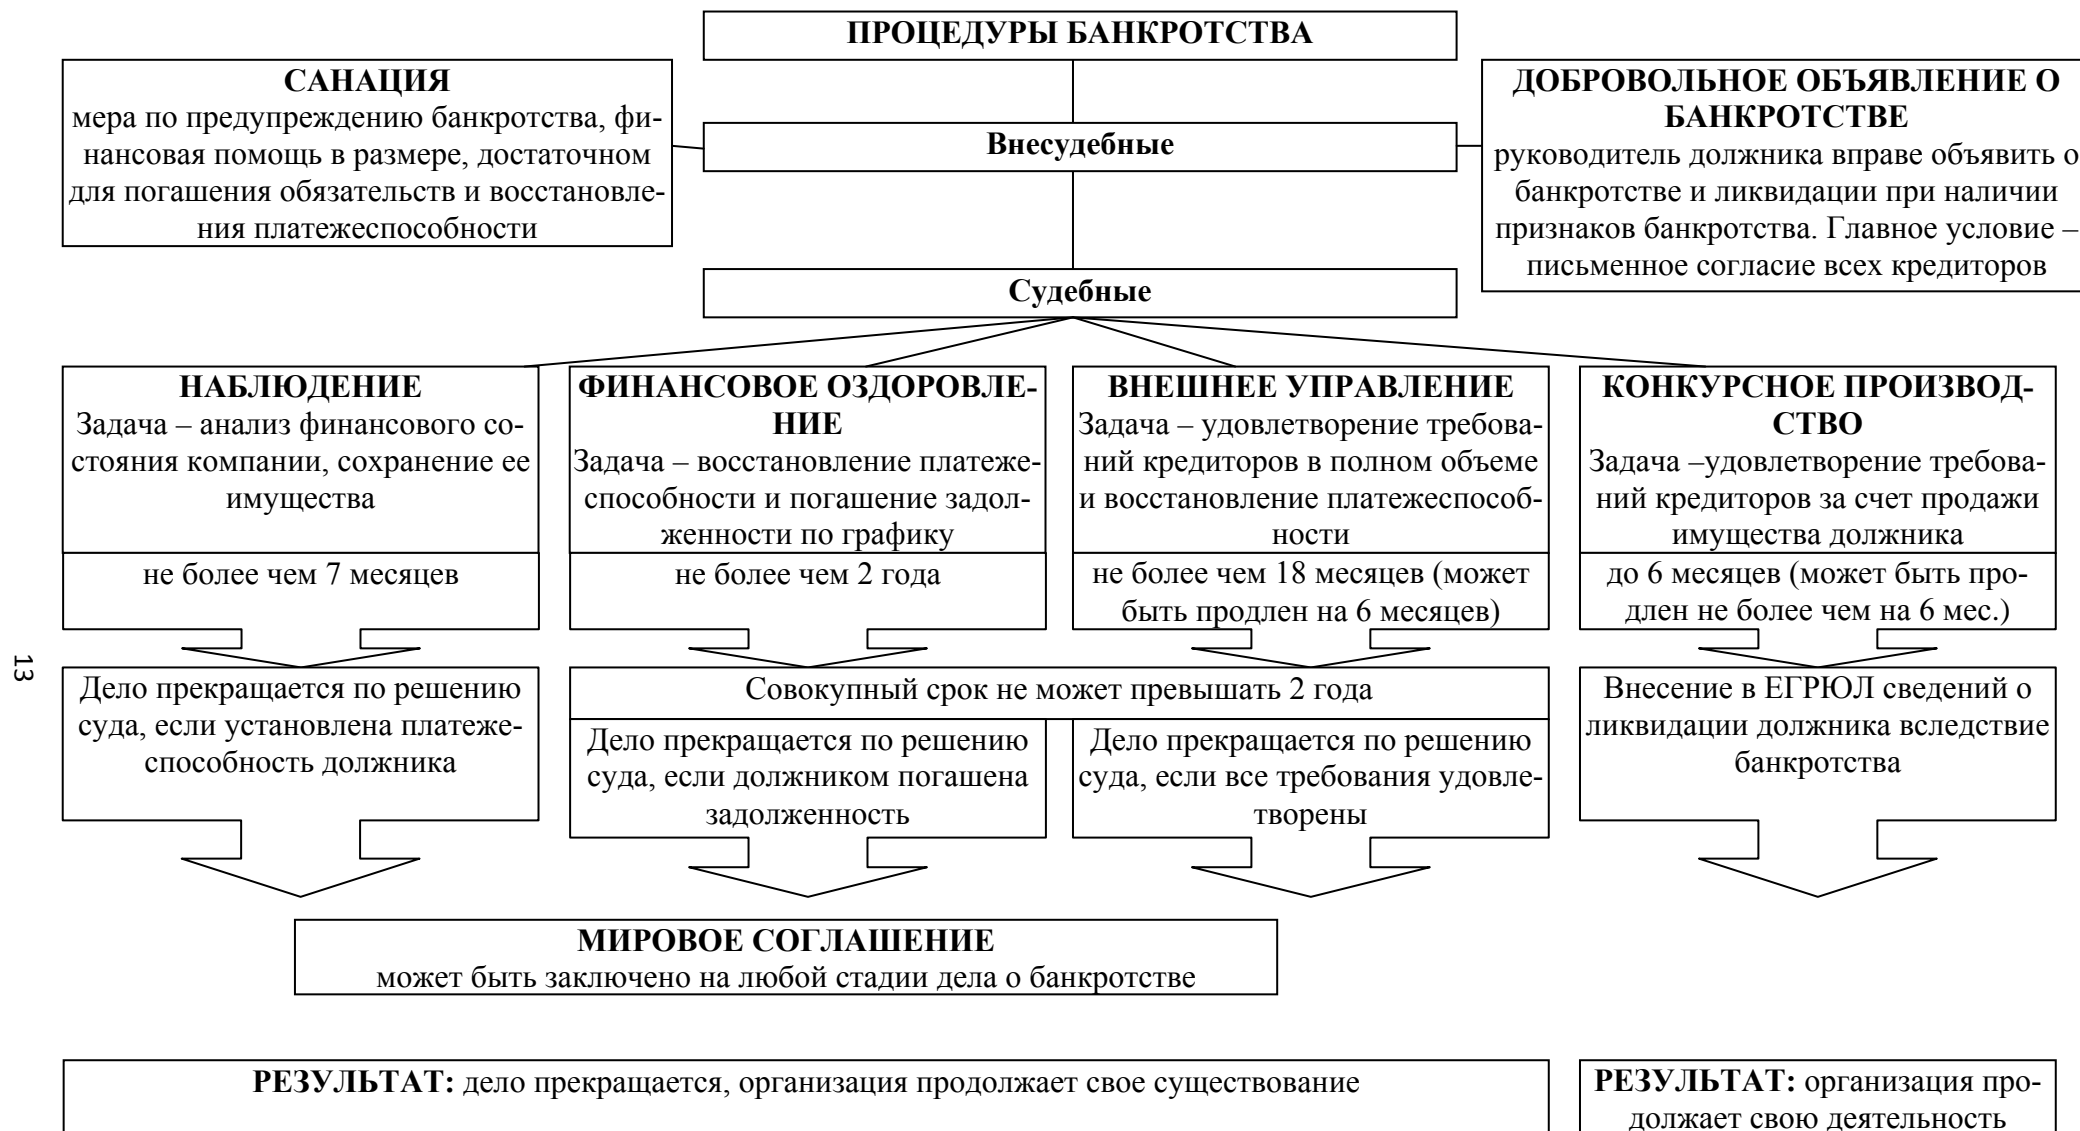 ПРОЦЕДУРЫ БАНКРОТСТВА
САНАЦИЯ
мера по предупреждению банкротства, фи-
нансовая помощь в размере, достаточном
для погашения обязательств и восстановле-
ния платежеспособности
Внесудебные
ДОБРОВОЛЬНОЕ ОБЪЯВЛЕНИЕ О
БАНКРОТСТВЕ
руководитель должника вправе объявить о
банкротстве и ликвидации при наличии
признаков банкротства. Главное условие –
письменное согласие всех кредиторов
Судебные
НАБЛЮДЕНИЕ
Задача – анализ финансового со-
стояния компании, сохранение ее
имущества
не более чем 7 месяцев
Дело прекращается по решению
суда, если установлена платеже-
способность должника
ФИНАНСОВОЕ ОЗДОРОВЛЕ-
НИЕ
Задача – восстановление платеже-
способности и погашение задол-
женности по графику
не более чем 2 года
ВНЕШНЕЕ УПРАВЛЕНИЕ
Задача – удовлетворение требова-
ний кредиторов в полном объеме
и восстановление платежеспособ-
ности
не более чем 18 месяцев (может
быть продлен на 6 месяцев)
Совокупный срок не может превышать 2 года
Дело прекращается по решению
суда, если должником погашена
задолженность
Дело прекращается по решению
суда, если все требования удовле-
творены
КОНКУРСНОЕ ПРОИЗВОД-
СТВО
Задача –удовлетворение требова-
ний кредиторов за счет продажи
имущества должника
до 6 месяцев (может быть про-
длен не более чем на 6 мес.)
Внесение в ЕГРЮЛ сведений о
ликвидации должника вследствие
банкротства
МИРОВОЕ СОГЛАШЕНИЕ
может быть заключено на любой стадии дела о банкротстве
РЕЗУЛЬТАТ: дело прекращается, организация продолжает свое существование
РЕЗУЛЬТАТ: организация про-
должает свою деятельность
13